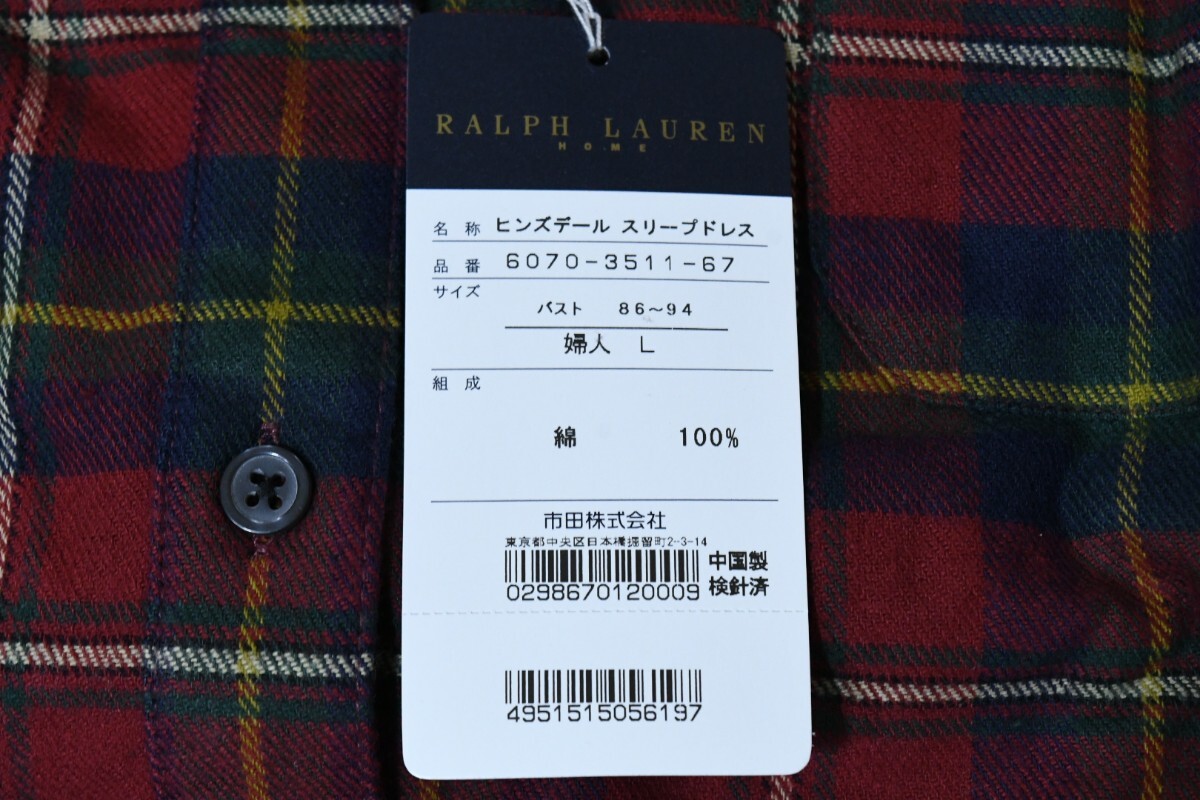 RALPH LAUREN
HOME
名 称 ヒンズデール スリープドレス
品 番 6070-3511-67
サイズ
バスト 86～94
婦人 L
組 成
綿 100%
市田株式会社
東京都中央区日本橋堀留町2-3-14
中国製
0298670120009 検針済
4951515056197